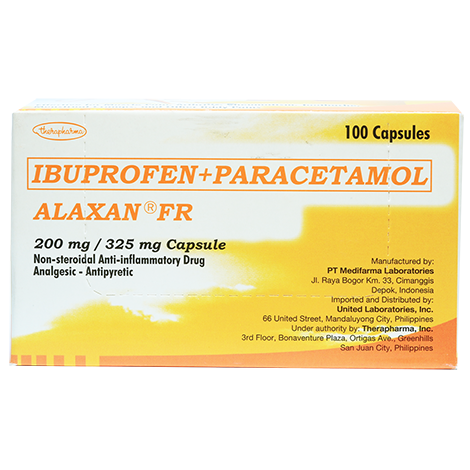 therapharma
100 Capsules
IBUPROFEN+PARACETAMOL
ALAXAN ® FR
200 mg / 325 mg Capsule
Non-steroidal Anti-inflammatory Drug
Analgesic - Antipyretic
Manufactured by:
PT Medifarma Laboratories
Jl. Raya Bogor Km. 33, Cimanggis
Depok, Indonesia
Imported and Distributed by:
United Laboratories, Inc.
66 United Street, Mandaluyong City, Philippines
Under authority by: Therapharma, Inc.
3rd Floor, Bonaventure Plaza, Ortigas Ave., Greenhills
San Juan City, Philippines